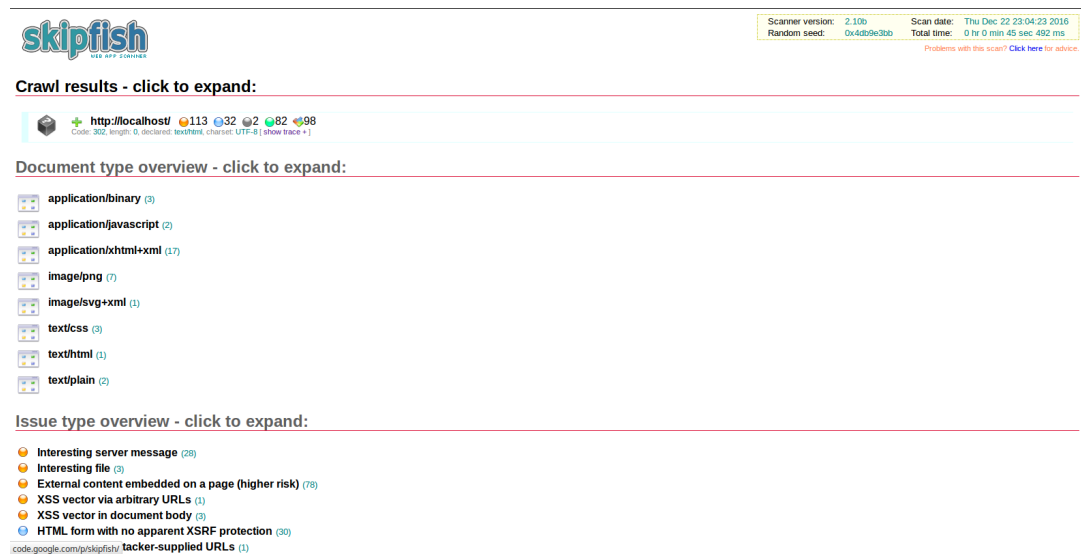 skipfish
WEB APP SCANNER
Scanner version: 2.10b Scan date: Thu Dec 22 23:04:23 2016
Random seed: 0x4db9e3bb Total time: 0 hr 0 min 45 sec 492 ms
Problems with this scan? Click here for advice.
Crawl results - click to expand:
http://localhost/ 113 32 2 82 98
Code: 302, length: 0, declared: text/html, charset: UTF-8 [ show trace + ]
Document type overview - click to expand:
application/binary (3)
application/javascript (2)
application/xhtml+xml (17)
image/png (7)
image/svg+xml (1)
text/css (3)
text/html (1)
text/plain (2)
Issue type overview - click to expand:
Interesting server message (28)
Interesting file (3)
External content embedded on a page (higher risk) (78)
XSS vector via arbitrary URLs (1)
XSS vector in document body (3)
HTML form with no apparent XSRF protection (30)
code.google.com/p/skipfish/ tacker-supplied URLs (1)